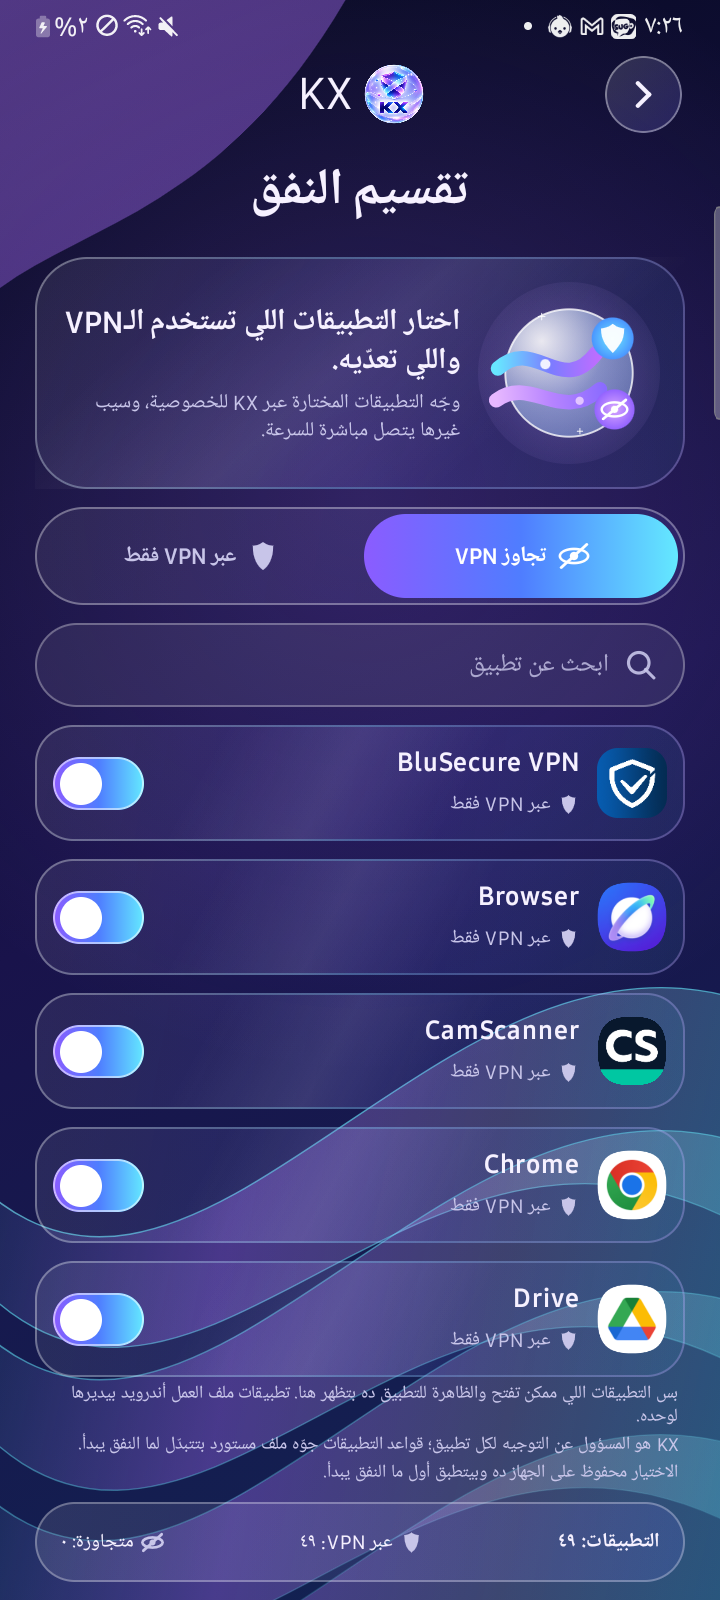 ٧:٢٦
%٢
KX
KX
تقسيم النفق
اختار التطبيقات اللي تستخدم الـVPN
واللي تعدّيه.
وجّه التطبيقات المختارة عبر KX للخصوصية، وسيب
غيرها يتصل مباشرة للسرعة.
تجاوز VPN
عبر VPN فقط
ابحث عن تطبيق
BluSecure VPN
عبر VPN فقط
Browser
عبر VPN فقط
CS
CamScanner
عبر VPN فقط
Chrome
عبر VPN فقط
Drive
عبر VPN فقط
بس التطبيقات اللي ممكن تفتح والظاهرة للتطبيق ده بتظهر هنا. تطبيقات ملف العمل أندرويد بيديرها
لوحده.
KX هو المسؤول عن التوجيه لكل تطبيق؛ قواعد التطبيقات جوّه ملف مستورد بتتبدّل لما النفق يبدأ.
الاختيار محفوظ على الجهاز ده وبيتطبق أول ما النفق يبدأ.
التطبيقات: ٤٩
عبر VPN: ٤٩
متجاوزة: ٠